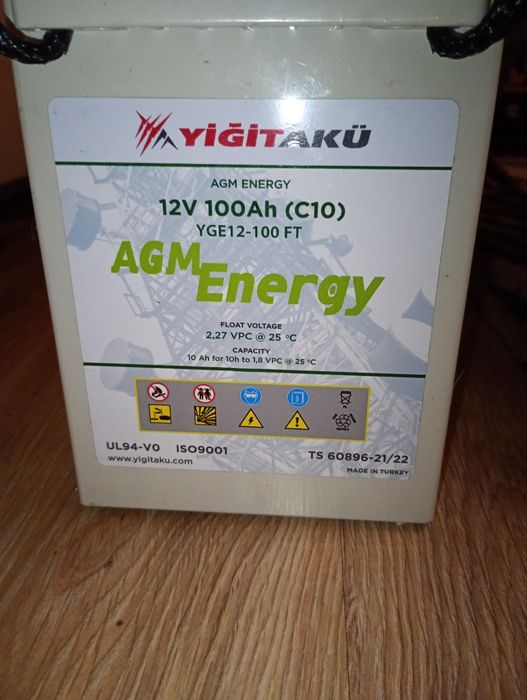 YİĞİTAKÜ
AGM ENERGY
12V 100Ah (C10)
YGE12-100 FT
AGM Energy
FLOAT VOLTAGE
2,27 VPC @ 25 °C
CAPACITY
10 Ah for 10h to 1,8 VPC @ 25 °C
UL94-V0 ISO9001 TS 60896-21/22
www.yigitaku.com MADE IN TURKEY